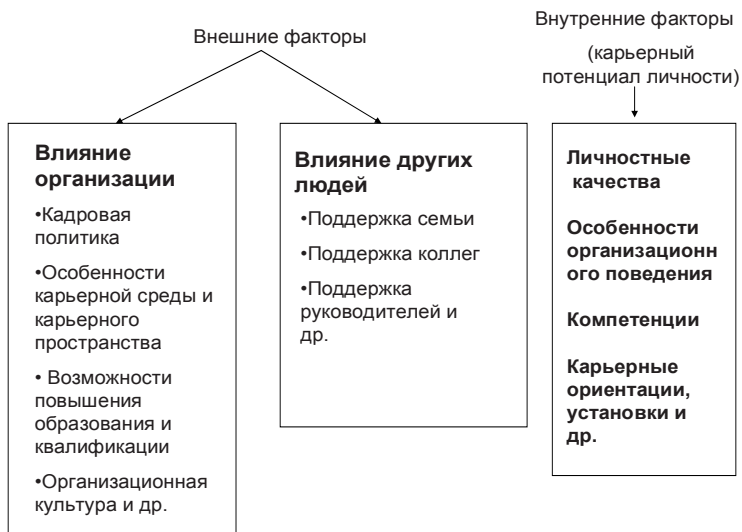 Внешние факторы
Внутренние факторы
(карьерный
потенциал личности)
Влияние
организации
•Кадровая
политика
•Особенности
карьерной среды и
карьерного
пространства
• Возможности
повышения
образования и
квалификации
•Организационная
культура и др.
Влияние других
людей
•Поддержка семьи
•Поддержка коллег
•Поддержка
руководителей и
др.
Личностные
качества
Особенности
организационн
ого поведения
Компетенции
Карьерные
ориентации,
установки и
др.